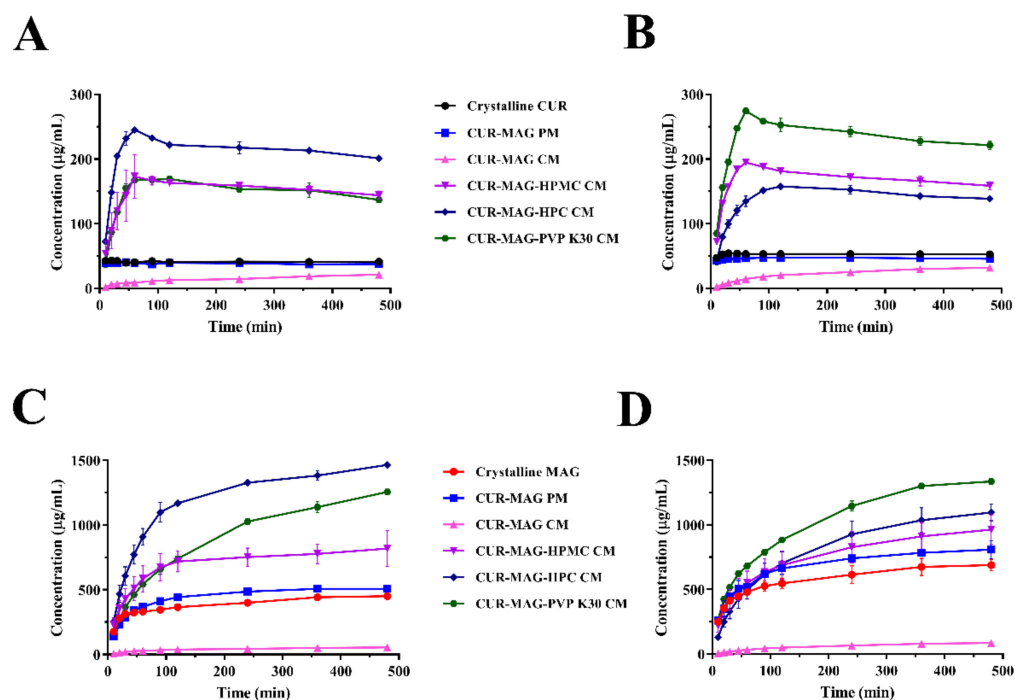 A
B
300
200
100
0
Concentration (μg/mL)
0 100 200 300 400 500
Time (min)
Crystalline CUR
CUR-MAG PM
CUR-MAG CM
CUR-MAG-HPMC CM
CUR-MAG-HPC CM
CUR-MAG-PVP K30 CM
300
200
100
0
Concentration (μg/mL)
0 100 200 300 400 500
Time (min)
C
D
1500
1000
500
0
Concentration (μg/mL)
0 100 200 300 400 500
Time (min)
Crystalline MAG
CUR-MAG PM
CUR-MAG CM
CUR-MAG-HPMC CM
CUR-MAG-HPC CM
CUR-MAG-PVP K30 CM
1500
1000
500
0
Concentration (μg/mL)
0 100 200 300 400 500
Time (min)